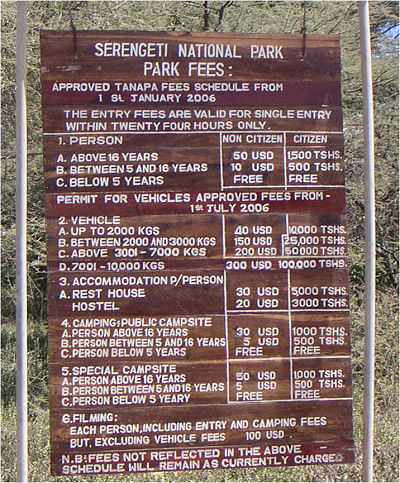 SERENGETI NATIONAL PARK
PARK FEES:
APPROVED TANAPA FEES SCHEDULE FROM
1 St. JANUARY 2006
THE ENTRY FEES ARE VALID FOR SINGLE ENTRY
WITHIN TWENTY FOUR HOURS ONLY.
1. PERSON NON CITIZEN CITIZEN
A. ABOVE 16 YEARS 50 USD 1,500 TSHS.
B. BETWEEN 5 AND 16 YEARS 10 USD 500 TSHS.
C. BELOW 5 YEARS FREE FREE
PERMIT FOR VEHICLES APPROVED FEES FROM-
1st JULY 2006
2. VEHICLE
A. UP TO 2000 KGS 40 USD 10,000 TSHS.
B. BETWEEN 2000 AND 3000 KGS 150 USD 25,000 TSHS.
C. ABOVE 3001- 7000 KGS 200 USD 50000 TSHS.
D. 7001-10,000 KGS 300 USD 100,000 TSHS.
3. ACCOMMODATION P/PERSON
A. REST HOUSE 30 USD 5000 TSHS.
HOSTEL 20 USD 3000 TSHS.
4. CAMPING:PUBLIC CAMPSITE
A. PERSON ABOVE 16 YEARS 30 USD 1000 TSHS.
B. PERSON BETWEEN 5 AND 16 YEARS 5 USD 500 TSHS.
C. PERSON BELOW 5 YEARS FREE FREE
5. SPECIAL CAMPSITE
A. PERSON ABOVE 16 YEARS 50 USD 1000 TSHS.
B. PERSON BETWEEN 5 AND 16 YEARS 5 USD 500 TSHS.
C. PERSON BELOW 5 YEARY FREE FREE
6. FILMING:
EACH PERSON, INCLUDING ENTRY AND CAMPING FEES
BUT, EXCLUDING VEHICLE FEES 100 USD.
N.B: FEES NOT REFLECTED IN THE ABOVE
SCHEDULE WILL REMAIN AS CURRENTLY CHARGED